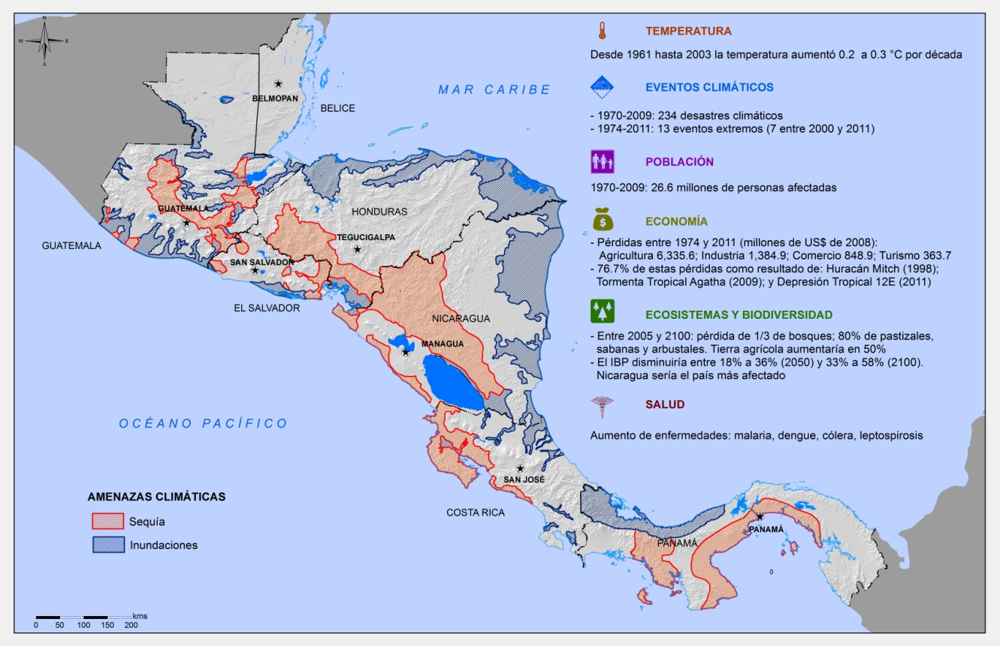 N
W
E
S
TEMPERATURA
Desde 1961 hasta 2003 la temperatura aumentó 0.2 a 0.3 °C por década
EVENTOS CLIMÁTICOS
- 1970-2009: 234 desastres climáticos
- 1974-2011: 13 eventos extremos (7 entre 2000 y 2011)
POBLACIÓN
1970-2009: 26.6 millones de personas afectadas
$
ECONOMÍA
- Pérdidas entre 1974 y 2011 (millones de US$ de 2008):
Agricultura 6,335.6; Industria 1,384.9; Comercio 848.9; Turismo 363.7
- 76.7% de estas pérdidas como resultado de: Huracán Mitch (1998);
Tormenta Tropical Agatha (2009); y Depresión Tropical 12E (2011)
ECOSISTEMAS Y BIODIVERSIDAD
- Entre 2005 y 2100: pérdida de 1/3 de bosques; 80% de pastizales,
sabanas y arbustales. Tierra agrícola aumentaría en 50%
- El IBP disminuiría entre 18% a 36% (2050) y 33% a 58% (2100).
Nicaragua sería el país más afectado
SALUD
Aumento de enfermedades: malaria, dengue, cólera, leptospirosis
MAR CARIBE
BELMOPAN
BELICE
GUATEMALA
HONDURAS
TEGUCIGALPA
GUATEMALA
SAN SALVADOR
EL SALVADOR
NICARAGUA
MANAGUA
OCÉANO PACÍFICO
SAN JOSÉ
COSTA RICA
PANAMÁ
PANAMÁ
0
AMENAZAS CLIMÁTICAS
Sequía
Inundaciones
kms
0 50 100 150 200